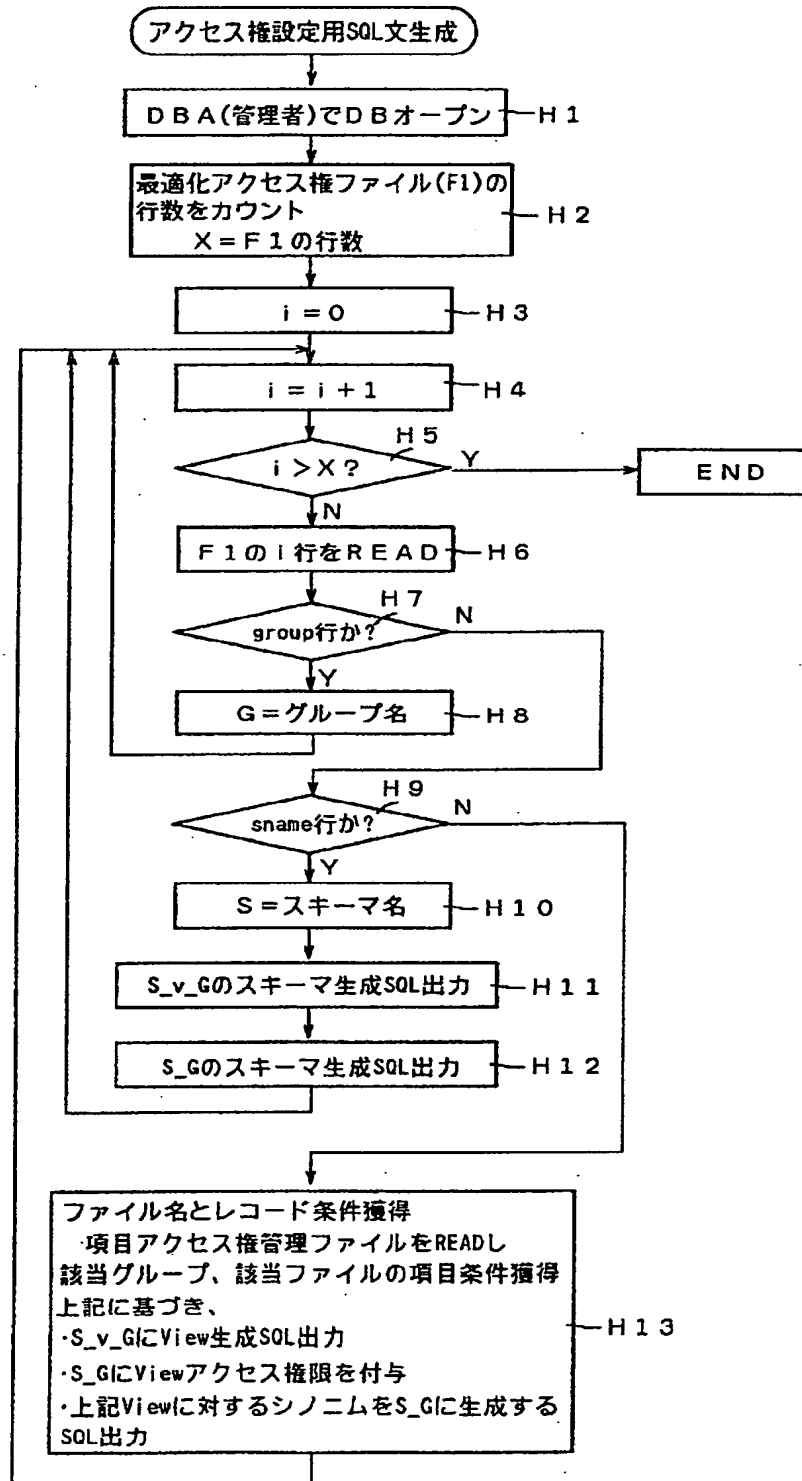 アクセス権設定用SQL文生成
DBA(管理者)でDBオープン
H1
最適化アクセス権ファイル(F1)の
行数をカウント
X=F1の行数
H2
i=0
H3
i=i+1
H4
H5
i>X?
Y
END
N
F1のi行をREAD
H6
H7
group行か?
N
Y
G=グループ名
H8
H9
sname行か?
N
Y
S=スキーマ名
H10
S_v_Gのスキーマ生成SQL出力
H11
S_Gのスキーマ生成SQL出力
H12
ファイル名とレコード条件獲得
項目アクセス権管理ファイルをREADし
該当グループ、該当ファイルの項目条件獲得
上記に基づき、
・S_v_GにView生成SQL出力
・S_GにViewアクセス権限を付与
・上記Viewに対するシノニムをS_Gに生成する
SQL出力
H13